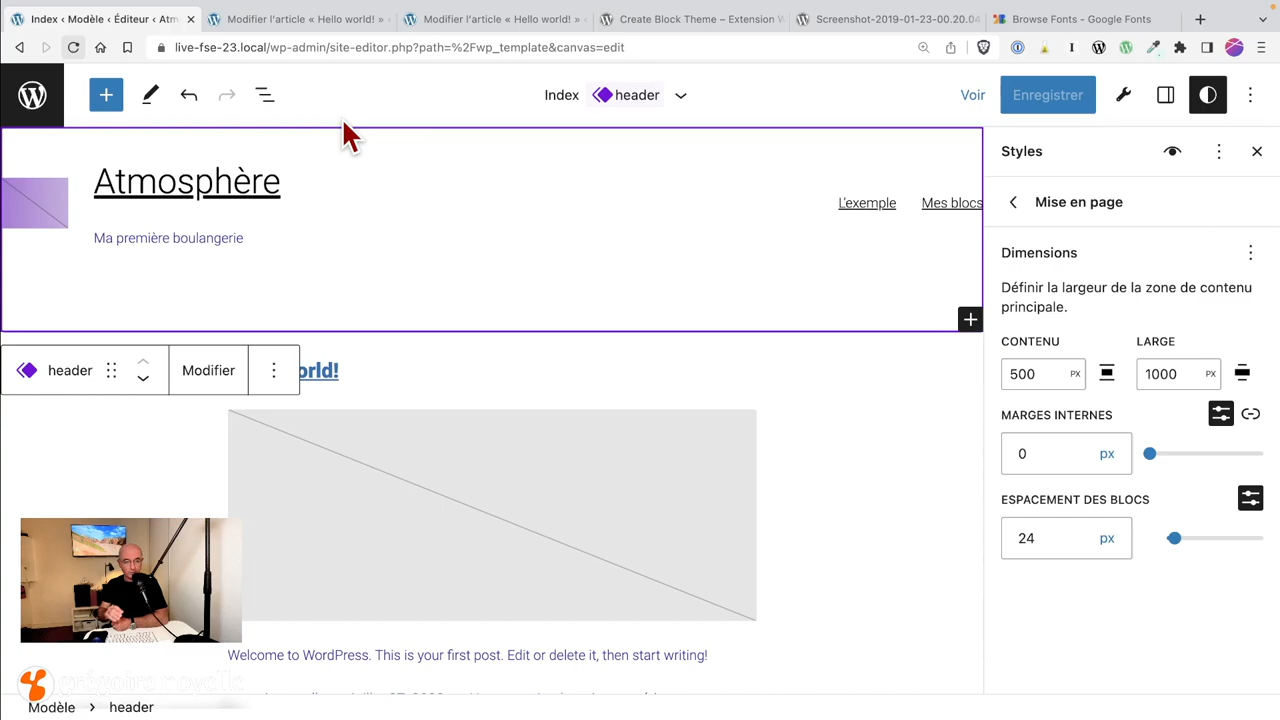 Index ‹ Modèle ‹ Éditeur ‹ Atm
Modifier l'article « Hello world! » ‹
Modifier l'article « Hello world! » ‹
Create Block Theme – Extension W
Screenshot-2019-01-23-00.20.04
Browse Fonts - Google Fonts
live-fse-23.local/wp-admin/site-editor.php?path=%2Fwp_template&canvas=edit
Index header
Voir
Enregistrer
Styles
Mise en page
Atmosphère
Ma première boulangerie
L'exemple
Mes blocs
Dimensions
Définir la largeur de la zone de contenu
principale.
CONTENU
LARGE
500 PX
1000 PX
MARGES INTERNES
0 px
ESPACEMENT DES BLOCS
24 px
header
Modifier
orld!
Welcome to WordPress. This is your first post. Edit or delete it, then start writing!
grégoire noyelle
Modèle > header